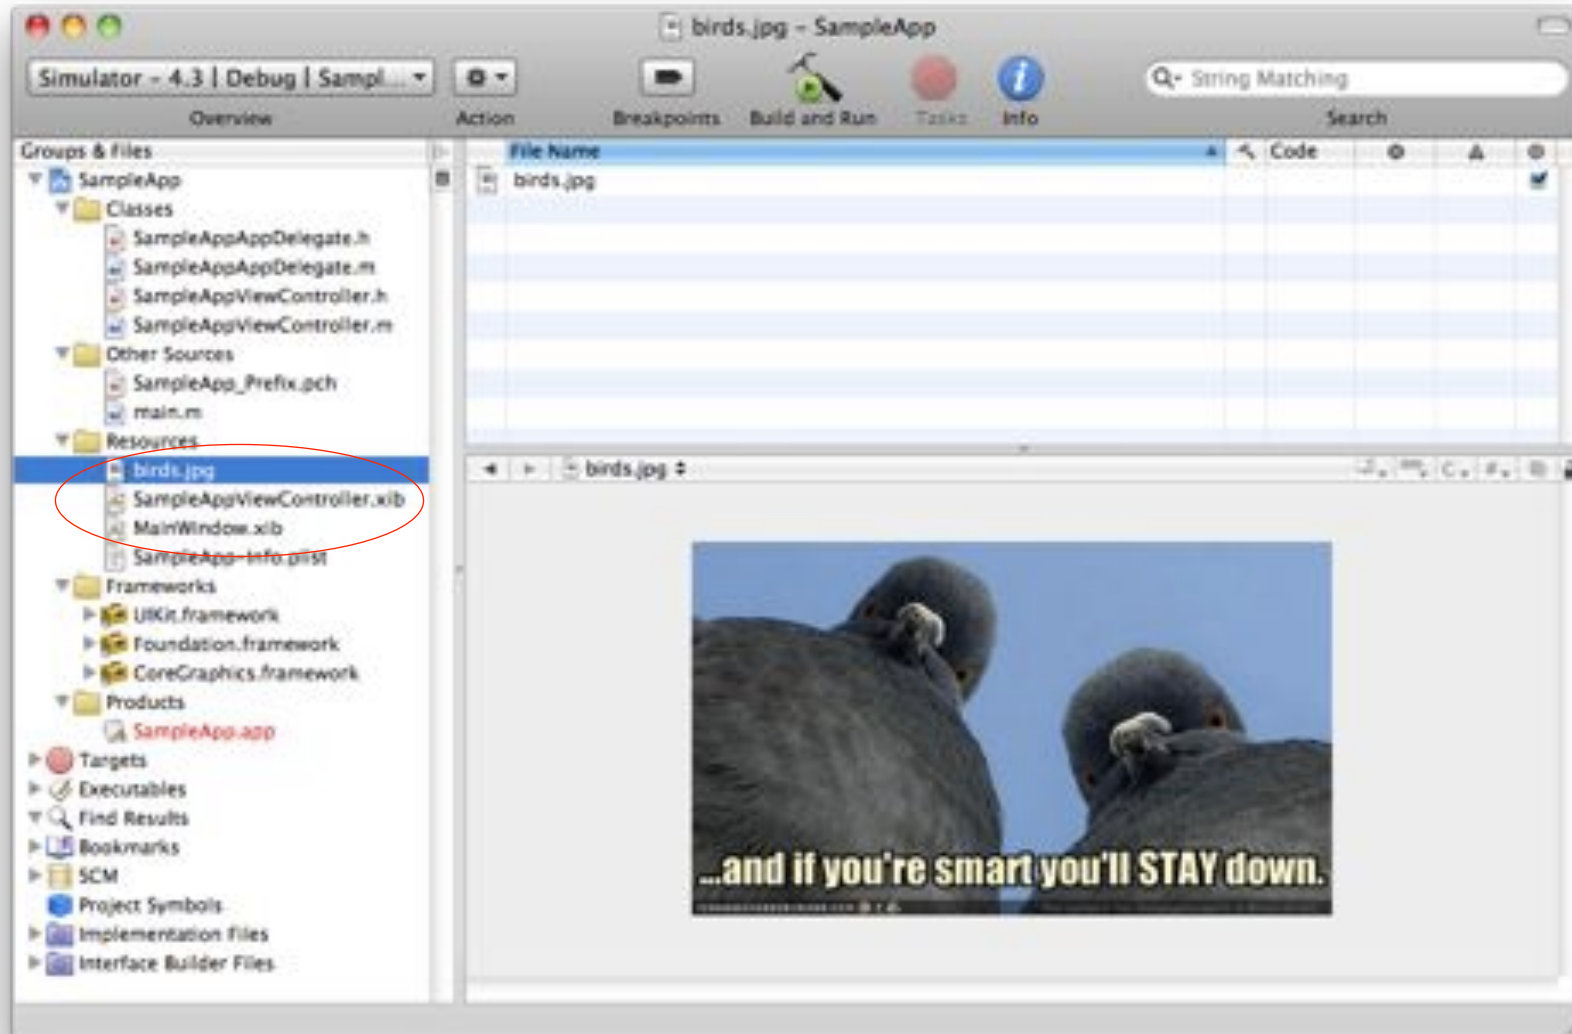 birds.jpg - SampleApp
Simulator - 4.3 | Debug | Sampl...
String Matching
Overview
Action
Breakpoints
Build and Run
Tasks
Info
Search
Groups & Files
File Name
Code
SampleApp
birds.jpg
Classes
SampleAppAppDelegate.h
SampleAppAppDelegate.m
SampleAppViewController.h
SampleAppViewController.m
Other Sources
SampleApp_Prefix.pch
main.m
Resources
birds.jpg
birds.jpg
C
#
SampleAppViewController.xib
MainWindow.xib
SampleApp-Info.plist
Frameworks
UIKit.framework
Foundation.framework
CoreGraphics.framework
Products
SampleApp.app
Targets
Executables
Find Results
Bookmarks
SCM
Project Symbols
Implementation Files
Interface Builder Files
...and if you're smart you'll STAY down.